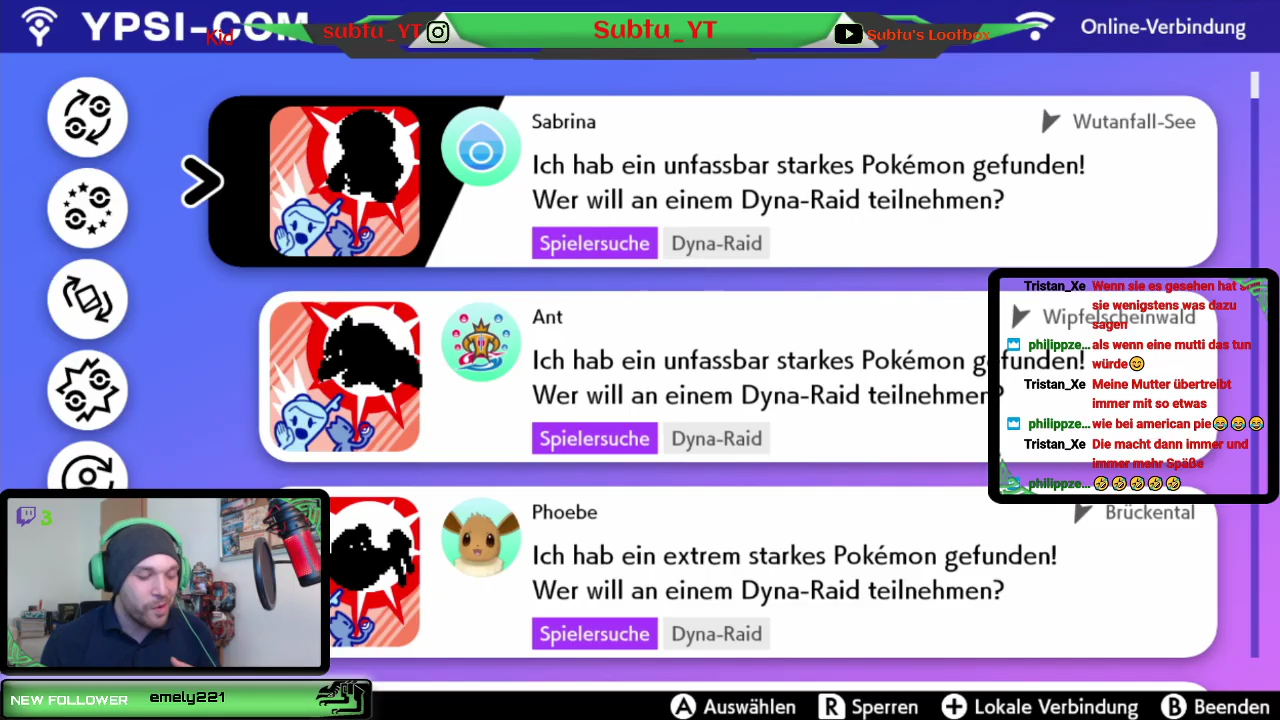 YPSI-COM
Kid
subtu_YT
Subtu_YT
Subtu's Lootbox
Online-Verbindung
Sabrina
Wutanfall-See
Ich hab ein unfassbar starkes Pokémon gefunden!
Wer will an einem Dyna-Raid teilnehmen?
Spielersuche Dyna-Raid
Ant
Wipfelscheinwald
Ich hab ein unfassbar starkes Pokémon gefunden!
Wer will an einem Dyna-Raid teilnehmen?
Spielersuche Dyna-Raid
Tristan_Xe Wenn sie es gesehen hat
sie wenigstens was dazu
sagen
philippze... als wenn eine mutti das tun
würde😊
Tristan_Xe Meine Mutter übertreibt
immer mit so etwas
philippze... wie bei american pie😂😂😂
Tristan_Xe Die macht dann immer und
immer mehr Späße
philippze... 🤣🤣🤣🤣🤣
Phoebe
Brückental
Ich hab ein extrem starkes Pokémon gefunden!
Wer will an einem Dyna-Raid teilnehmen?
Spielersuche Dyna-Raid
3
NEW FOLLOWER emely221
A Auswählen R Sperren + Lokale Verbindung B Beenden